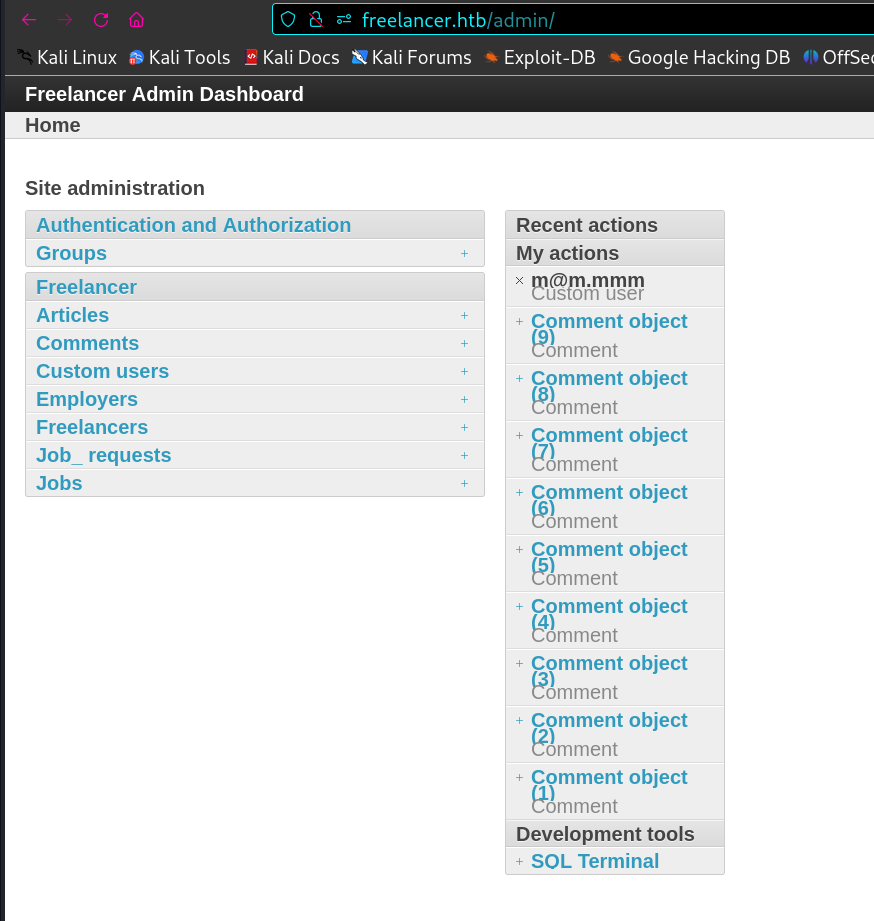 freelancer.htb/admin/
Kali Linux Kali Tools Kali Docs Kali Forums Exploit-DB Google Hacking DB OffSec
Freelancer Admin Dashboard
Home
Site administration
Authentication and Authorization
Groups +
Freelancer
Articles +
Comments +
Custom users +
Employers +
Freelancers +
Job_ requests +
Jobs +
Recent actions
My actions
× m@m.mmm
Custom user
+ Comment object
(9)
Comment
+ Comment object
(8)
Comment
+ Comment object
(7)
Comment
+ Comment object
(6)
Comment
+ Comment object
(5)
Comment
+ Comment object
(4)
Comment
+ Comment object
(3)
Comment
+ Comment object
(2)
Comment
+ Comment object
(1)
Comment
Development tools
+ SQL Terminal